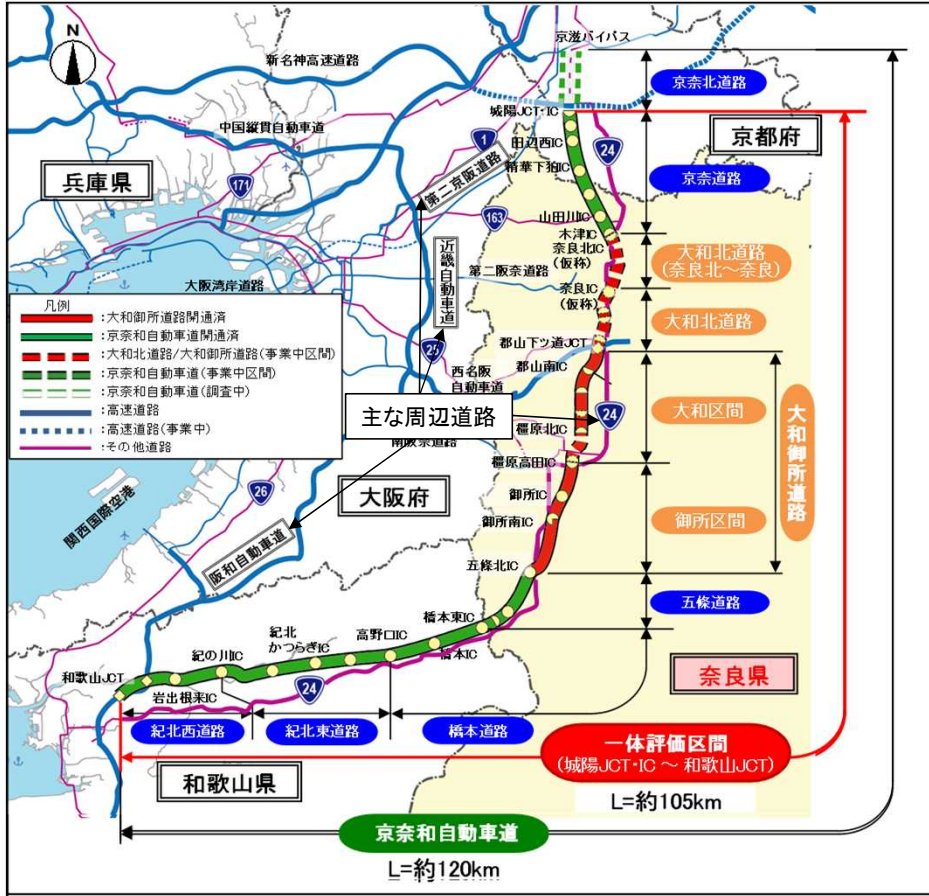 京滋バイパス
N
新名神高速道路
京奈北道路
城陽JCT・IC
中国縦貫自動車道
1
24
京都府
田辺西IC
兵庫県
171
第二京阪道路
精華下狛IC
京奈道路
163
山田川IC
木津IC
近畿自動車道
奈良北IC
(仮称)
大和北道路
(奈良北～奈良)
第二阪奈道路
大阪湾岸道路
奈良IC
(仮称)
凡例
:大和御所道路開通済
:京奈和自動車道開通済
:大和北道路/大和御所道路(事業中区間)
:京奈和自動車道(事業中区間)
:京奈和自動車道(調査中)
:高速道路
:高速道路(事業中)
:その他道路
大和北道路
郡山下ツ道JCT
25
西名阪
自動車道
郡山南IC
主な周辺道路
24
大和区間
大和御所道路
橿原北IC
南阪奈道路
橿原高田IC
大阪府
26
御所IC
関西国際空港
御所南IC
御所区間
阪和自動車道
五條北IC
五條道路
橋本東IC
紀北
かつらぎIC
高野口IC
橋本IC
紀の川IC
和歌山JCT
24
奈良県
岩出根来IC
紀北西道路
紀北東道路
橋本道路
一体評価区間
(城陽JCT・IC ～ 和歌山JCT)
和歌山県
L=約105km
京奈和自動車道
L=約120km